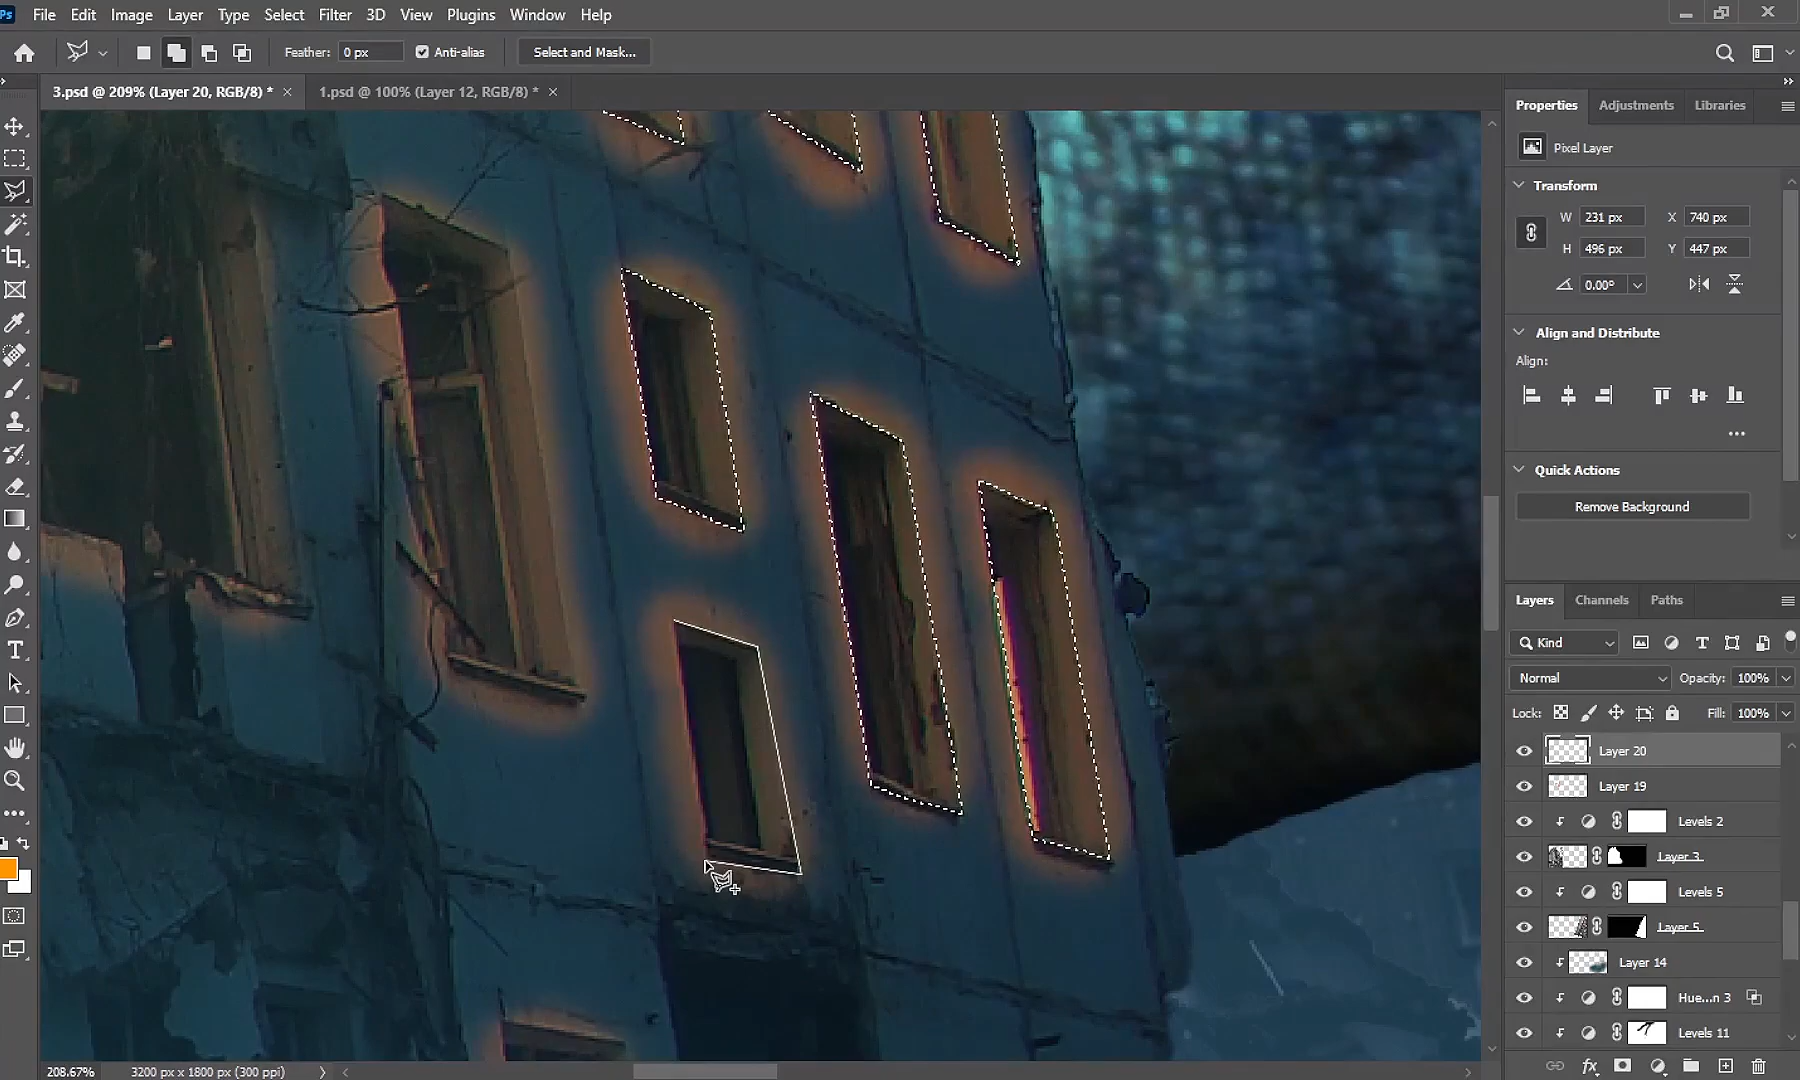 Ps File Edit Image Layer Type Select Filter 3D View Plugins Window Help
Feather: 0 px Anti-alias Select and Mask...
3.psd @ 209% (Layer 20, RGB/8) * × 1.psd @ 100% (Layer 12, RGB/8) * ×
Properties Adjustments Libraries
Pixel Layer
Transform
W 231 px X 740 px
H 496 px Y 447 px
0.00°
Align and Distribute
Align:
Quick Actions
Remove Background
Layers Channels Paths
Kind
Normal Opacity: 100%
Lock: Fill: 100%
Layer 20
Layer 19
Levels 2
Layer 3
Levels 5
Layer 5
Layer 14
Hue...n 3
Levels 11
208.67% 3200 px x 1800 px (300 ppi)